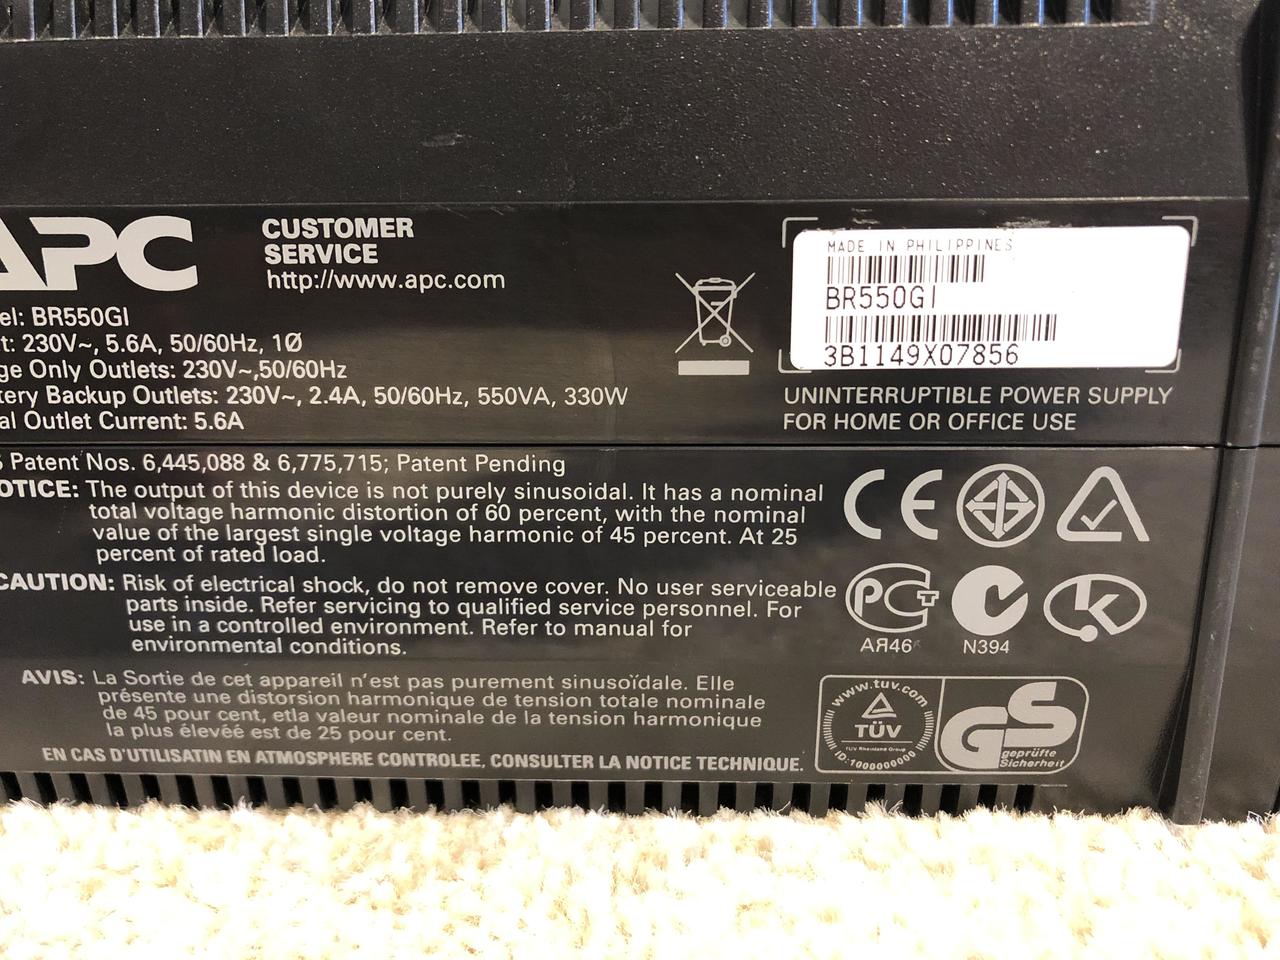 APC
CUSTOMER
SERVICE
http://www.apc.com
el: BR550GI
t: 230V~, 5.6A, 50/60Hz, 1Ø
ge Only Outlets: 230V~,50/60Hz
tery Backup Outlets: 230V~, 2.4A, 50/60Hz, 550VA, 330W
al Outlet Current: 5.6A
MADE IN PHILIPPINES
BR550GI
3B1149X07856
UNINTERRUPTIBLE POWER SUPPLY
FOR HOME OR OFFICE USE
S Patent Nos. 6,445,088 & 6,775,715; Patent Pending
OTICE: The output of this device is not purely sinusoidal. It has a nominal
total voltage harmonic distortion of 60 percent, with the nominal
value of the largest single voltage harmonic of 45 percent. At 25
percent of rated load.
CAUTION: Risk of electrical shock, do not remove cover. No user serviceable
parts inside. Refer servicing to qualified service personnel. For
use in a controlled environment. Refer to manual for
environmental conditions.
AVIS: La Sortie de cet appareil n'est pas purement sinusoïdale. Elle
présente une distorsion harmonique de tension totale nominale
de 45 pour cent, etla valeur nominale de la tension harmonique
la plus élevéé est de 25 pour cent.
EN CAS D'UTILISATIN EN ATMOSPHERE CONTROLEE, CONSULTER LA NOTICE TECHNIQUE.
CE
PCT
АЯ46
N394
www.tuv.com
TÜV
TÜV Rheinland Group
ID:1000000000
GS
geprüfte
Sicherheit